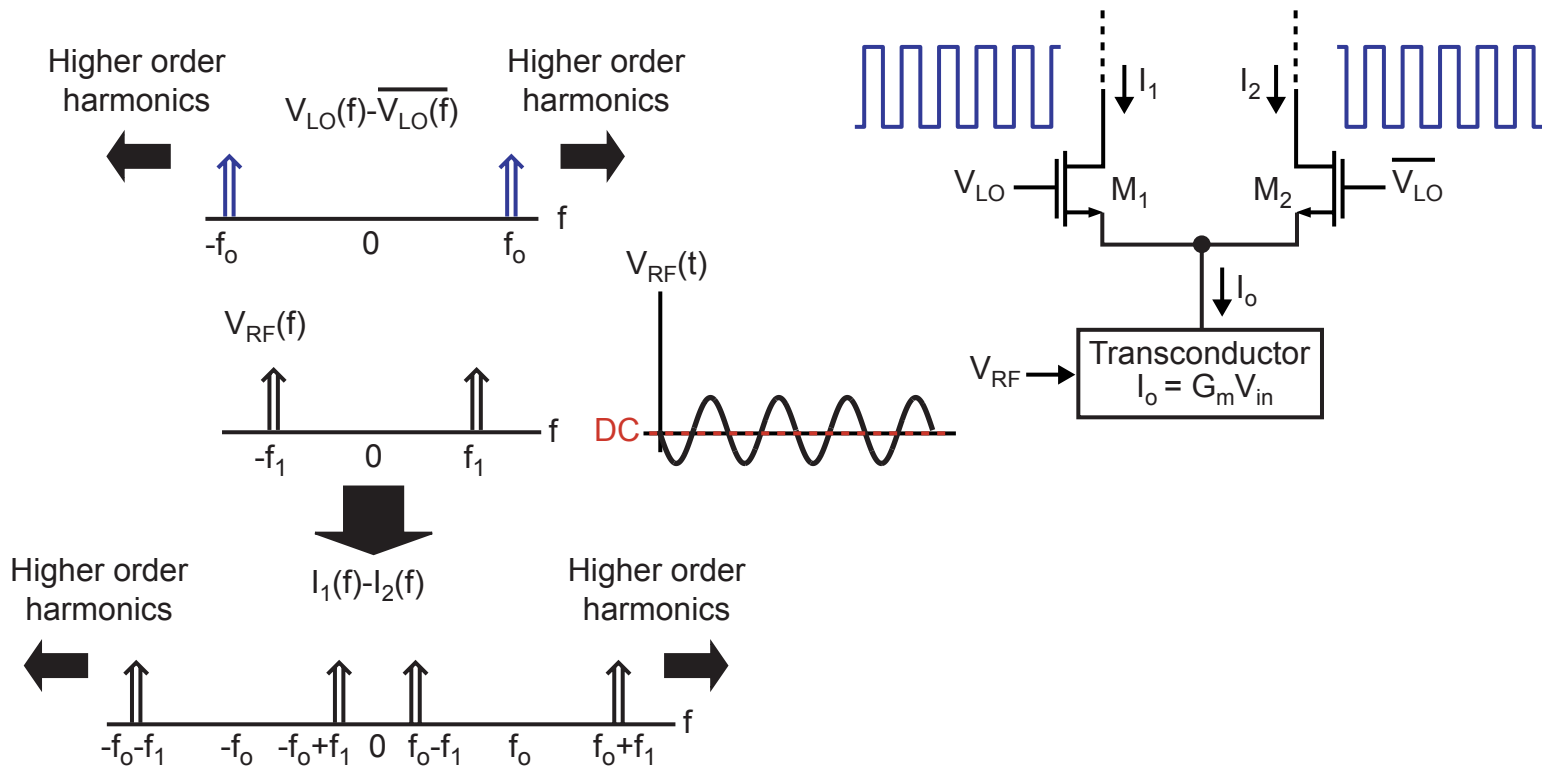 Higher order
harmonics
V_LO(f)-V̅_L̅O̅(̅f̅)̅
Higher order
harmonics
-f_o
0
f_o
f
V_RF(f)
-f_1
0
f_1
f
V_RF(t)
DC
I_1(f)-I_2(f)
Higher order
harmonics
Higher order
harmonics
-f_o-f_1
-f_o
-f_o+f_1
0
f_o-f_1
f_o
f_o+f_1
f
I_1
I_2
V_LO
M_1
M_2
V̅_L̅O̅
I_o
V_RF
Transconductor
I_o = G_mV_in